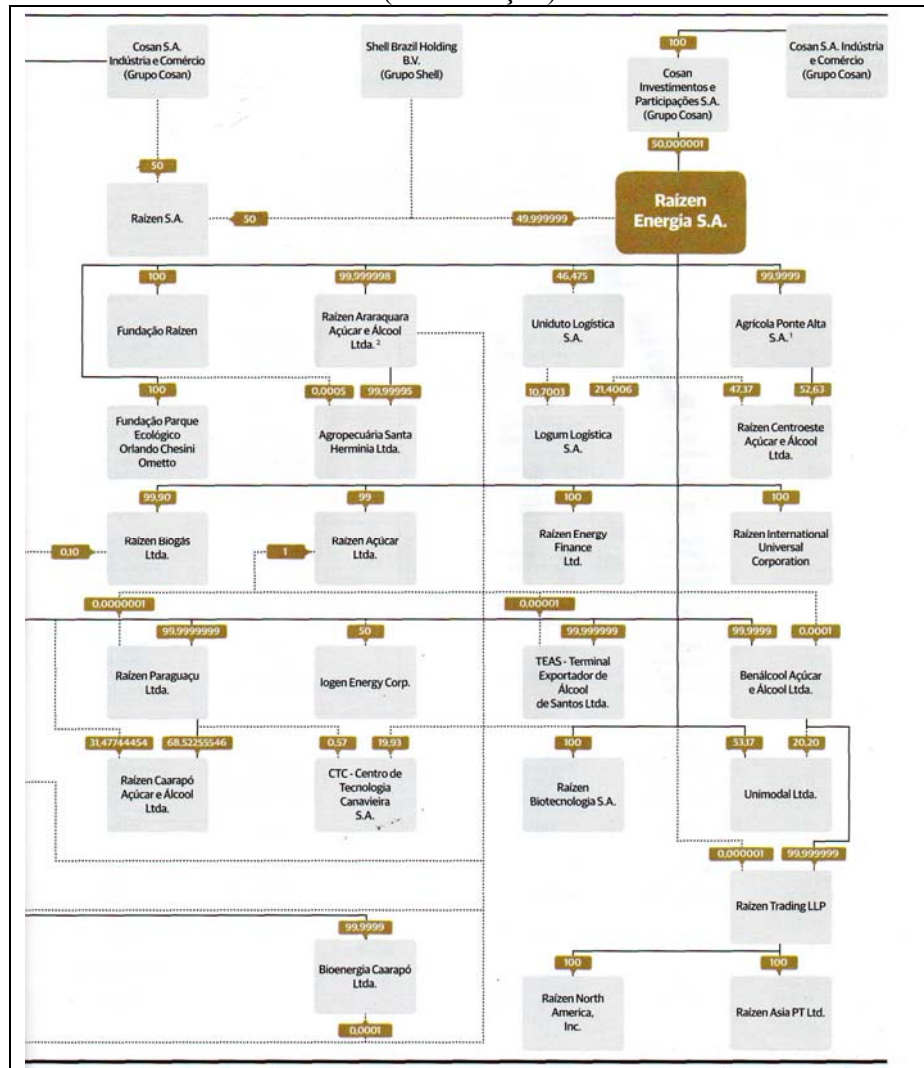 Cosan S.A.
Indústria e Comércio
(Grupo Cosan)
Shell Brazil Holding
B.V.
(Grupo Shell)
100
Cosan
Investimentos e
Participações S.A.
(Grupo Cosan)
Cosan S.A. Indústria
e Comércio
(Grupo Cosan)
50
50,000001
Raízen S.A.
50
49,999999
Raízen
Energia S.A.
100
99,999998
46,475
99,9999
Fundação Raízen
Raízen Araraquara
Açúcar e Álcool
Ltda. ²
Uniduto Logística
S.A.
Agrícola Ponte Alta
S.A. ¹
100
0,0005
99,99995
10,7003
21,4006
47,37
52,63
Fundação Parque
Ecológico
Orlando Chesini
Ometto
Agropecuária Santa
Hermínia Ltda.
Logum Logística
S.A.
Raízen Centroeste
Açúcar e Álcool
Ltda.
99,90
99
100
100
0,10
Raízen Biogás
Ltda.
1
Raízen Açúcar
Ltda.
Raízen Energy
Finance
Ltd.
Raízen International
Universal
Corporation
0,0000001
0,00001
99,9999999
50
99,999999
99,9999
0,0001
Raízen Paraguaçu
Ltda.
Iogen Energy Corp.
TEAS - Terminal
Exportador de
Álcool
de Santos Ltda.
Benálcool Açúcar
e Álcool Ltda.
31,47744454
68,52255546
0,57
19,93
100
53,17
20,20
Raízen Caarapó
Açúcar e Álcool
Ltda.
CTC - Centro de
Tecnologia
Canavieira
S.A.
Raízen
Biotecnologia S.A.
Unimodal Ltda.
0,000001
99,999999
Raízen Trading LLP
99,9999
Bioenergia Caarapó
Ltda.
0,0001
100
100
Raízen North
America,
Inc.
Raízen Asia PT Ltd.